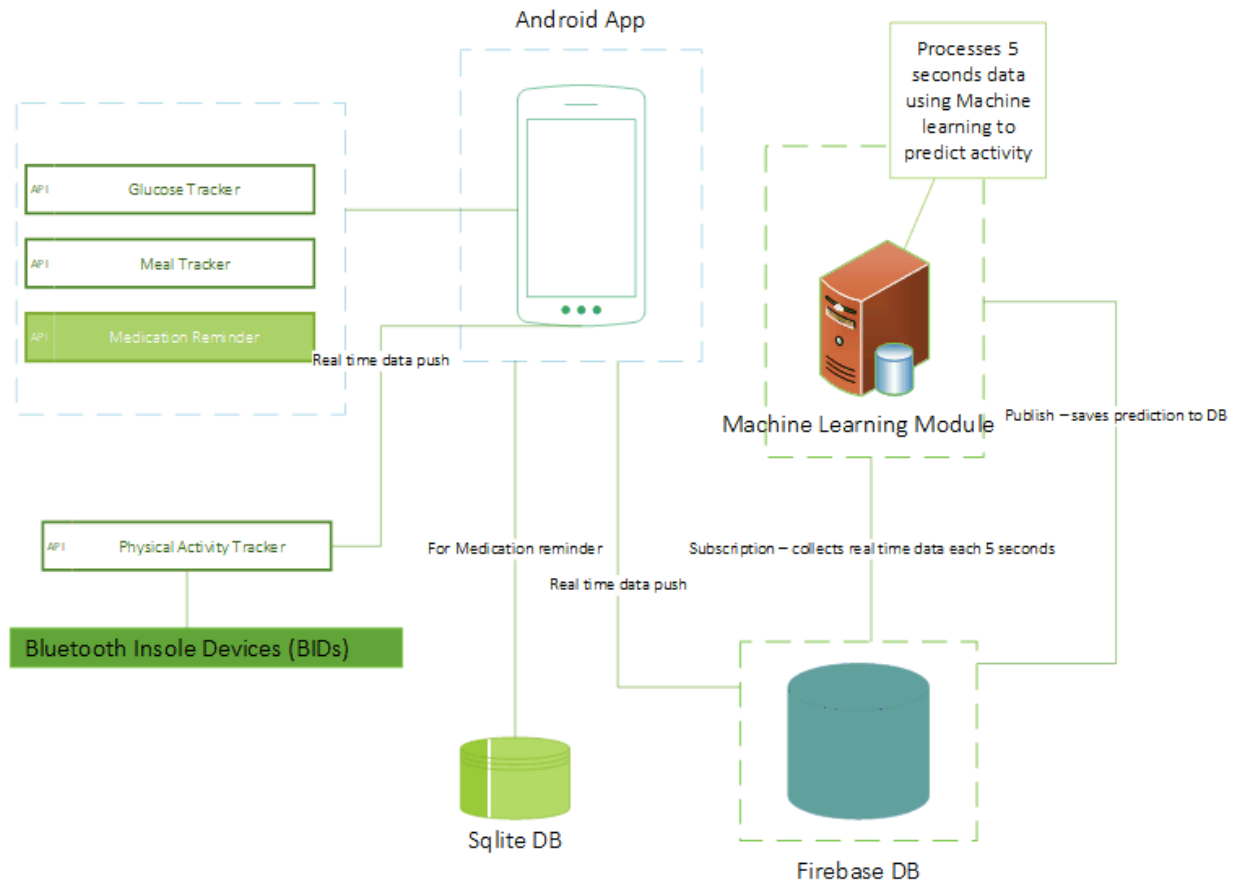 Android App
Processes 5
seconds data
using Machine
learning to
predict activity
API Glucose Tracker
API Meal Tracker
API Medication Reminder
Real time data push
Machine Learning Module
Publish – saves prediction to DB
API Physical Activity Tracker
For Medication reminder
Subscription – collects real time data each 5 seconds
Real time data push
Bluetooth Insole Devices (BIDs)
Sqlite DB
Firebase DB